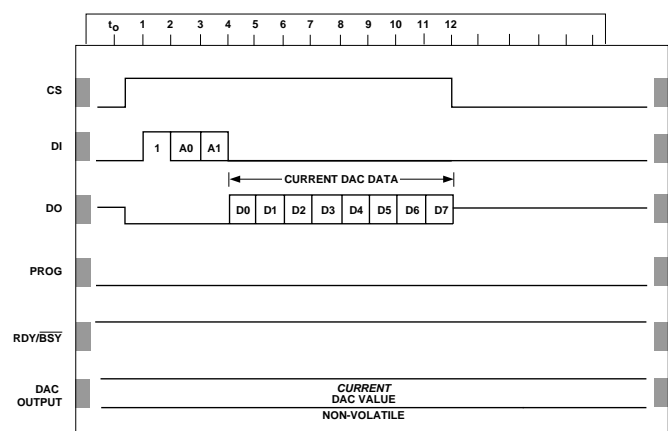 to 1 2 3 4 5 6 7 8 9 10 11 12
CS
DI 1 A0 A1
CURRENT DAC DATA
DO D0 D1 D2 D3 D4 D5 D6 D7
PROG
RDY/BSY
DAC OUTPUT
CURRENT
DAC VALUE
NON-VOLATILE